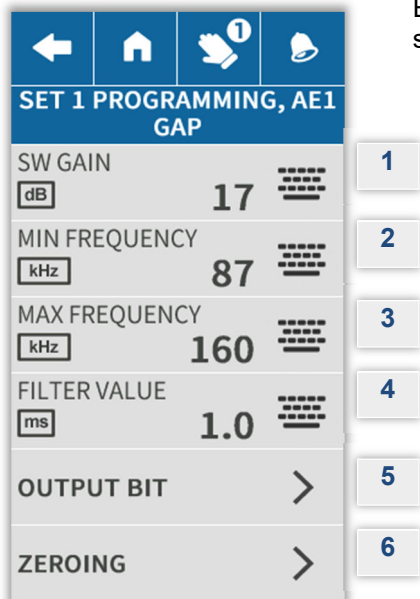 1
SET 1 PROGRAMMING, AE1
GAP
SW GAIN
dB
17
1
MIN FREQUENCY
kHz
87
2
MAX FREQUENCY
kHz
160
3
FILTER VALUE
ms
1.0
4
OUTPUT BIT
5
ZEROING
6